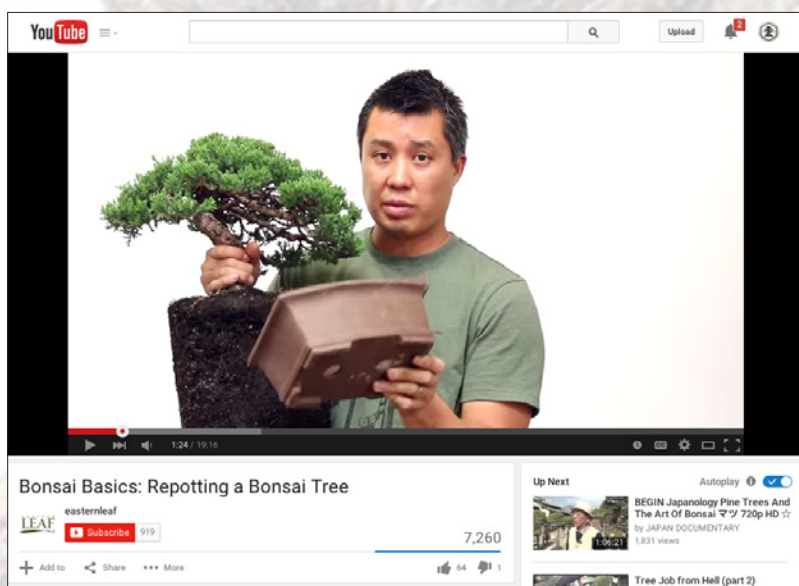 YouTube
Upload
2
1:24 / 19:16
Bonsai Basics: Repotting a Bonsai Tree
easternleaf
LEAF
Subscribe 919
7,260
Add to Share More
64 1
Up Next Autoplay
BEGIN Japanology Pine Trees And
The Art Of Bonsai マツ 720p HD ☆
by JAPAN DOCUMENTARY
1,831 views
1:06:21
Tree Job from Hell (part 2)